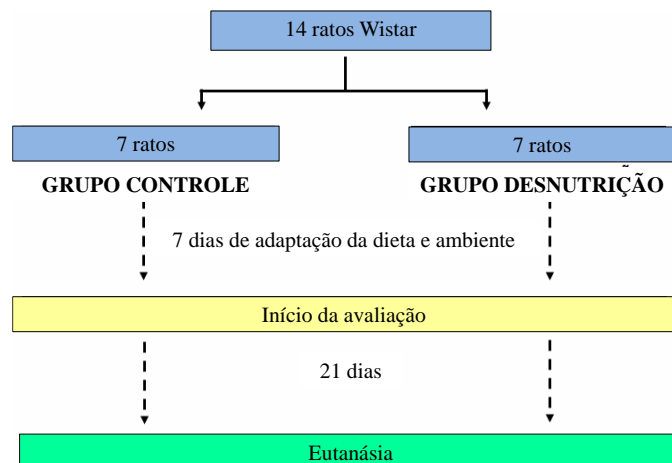 14 ratos Wistar
7 ratos
7 ratos
GRUPO CONTROLE
GRUPO DESNUTRIÇÃO
7 dias de adaptação da dieta e ambiente
Início da avaliação
21 dias
Eutanásia